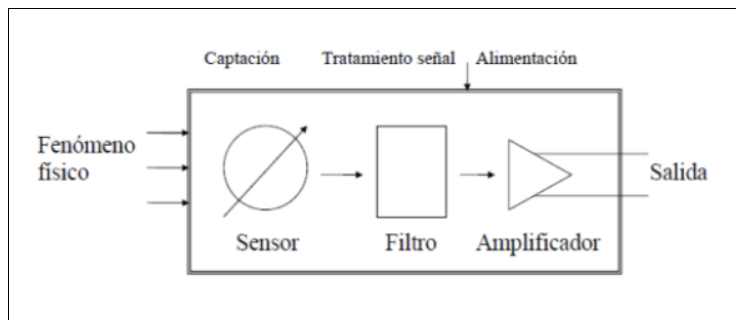 Captación
Tratamiento señal
Alimentación
Fenómeno
físico
Salida
Sensor
Filtro
Amplificador